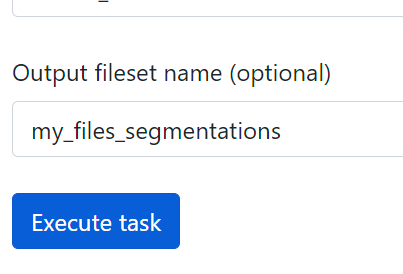 Output fileset name (optional)
my_files_segmentations
Execute task